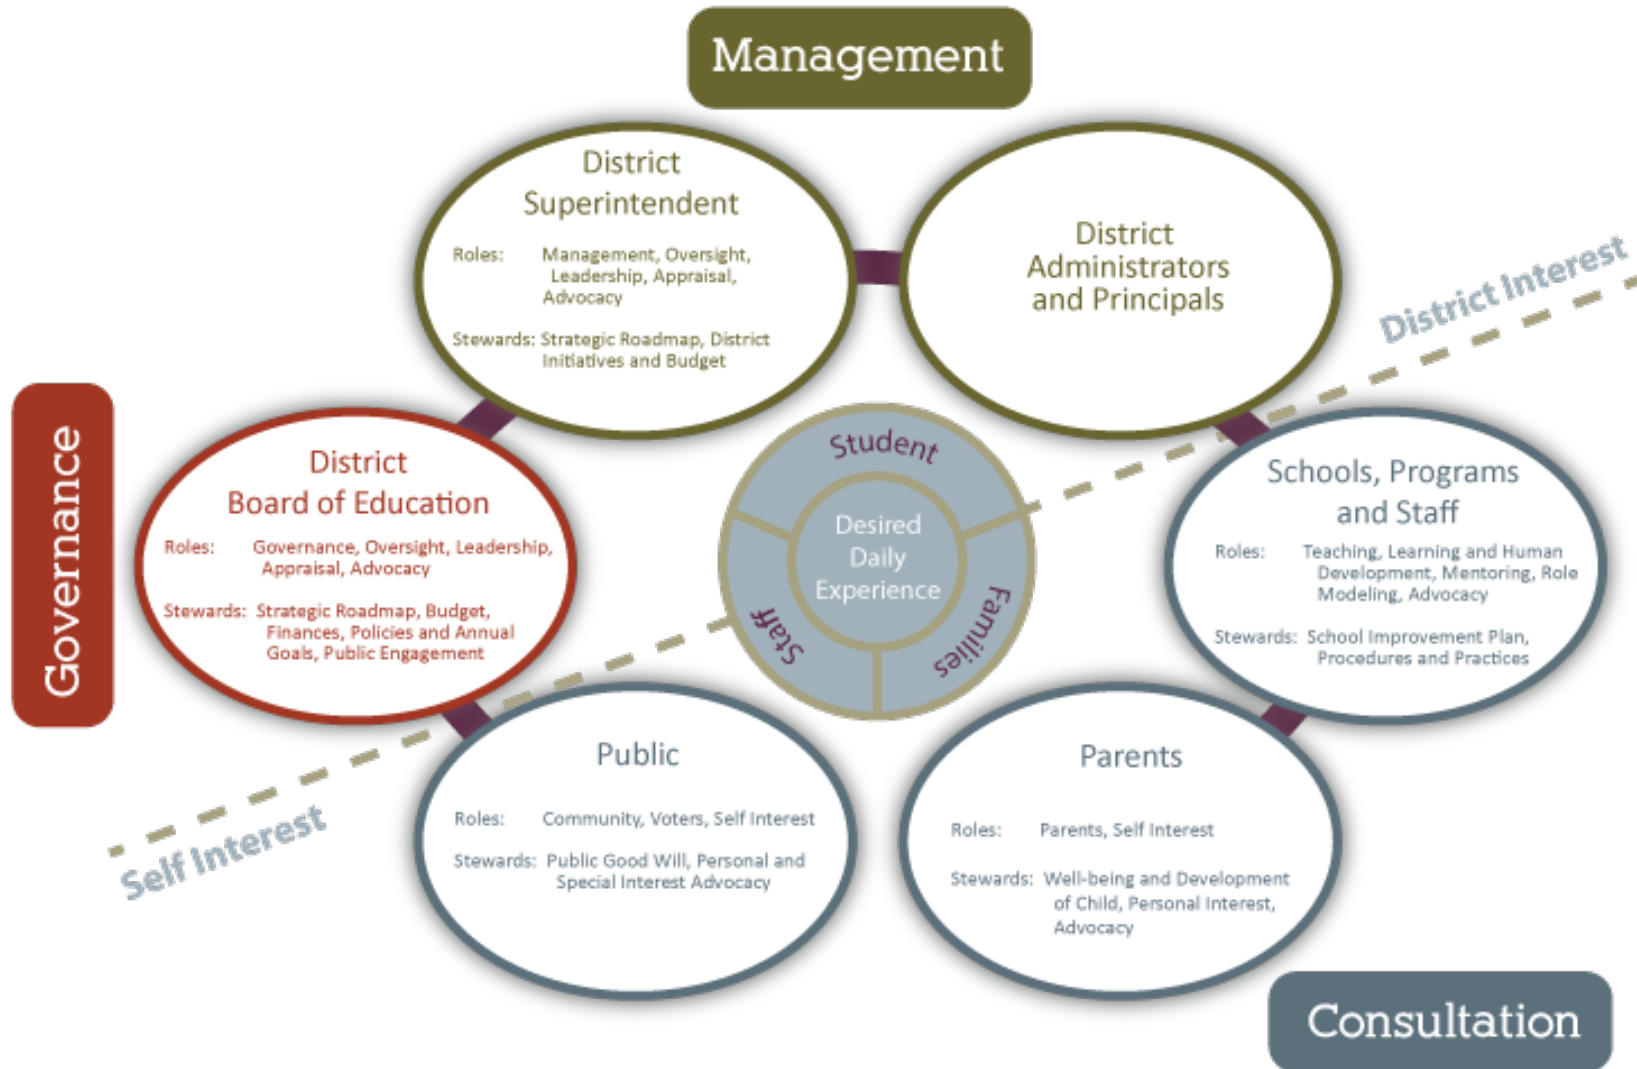 Management
District
Superintendent
Roles: Management, Oversight,
Leadership, Appraisal,
Advocacy
Stewards: Strategic Roadmap, District
Initiatives and Budget
District
Administrators
and Principals
District Interest
Governance
District
Board of Education
Roles: Governance, Oversight, Leadership,
Appraisal, Advocacy
Stewards: Strategic Roadmap, Budget,
Finances, Policies and Annual
Goals, Public Engagement
Student
Desired
Daily
Experience
Staff
Families
Schools, Programs
and Staff
Roles: Teaching, Learning and Human
Development, Mentoring, Role
Modeling, Advocacy
Stewards: School Improvement Plan,
Procedures and Practices
Self Interest
Public
Roles: Community, Voters, Self Interest
Stewards: Public Good Will, Personal and
Special Interest Advocacy
Parents
Roles: Parents, Self Interest
Stewards: Well-being and Development
of Child, Personal Interest,
Advocacy
Consultation